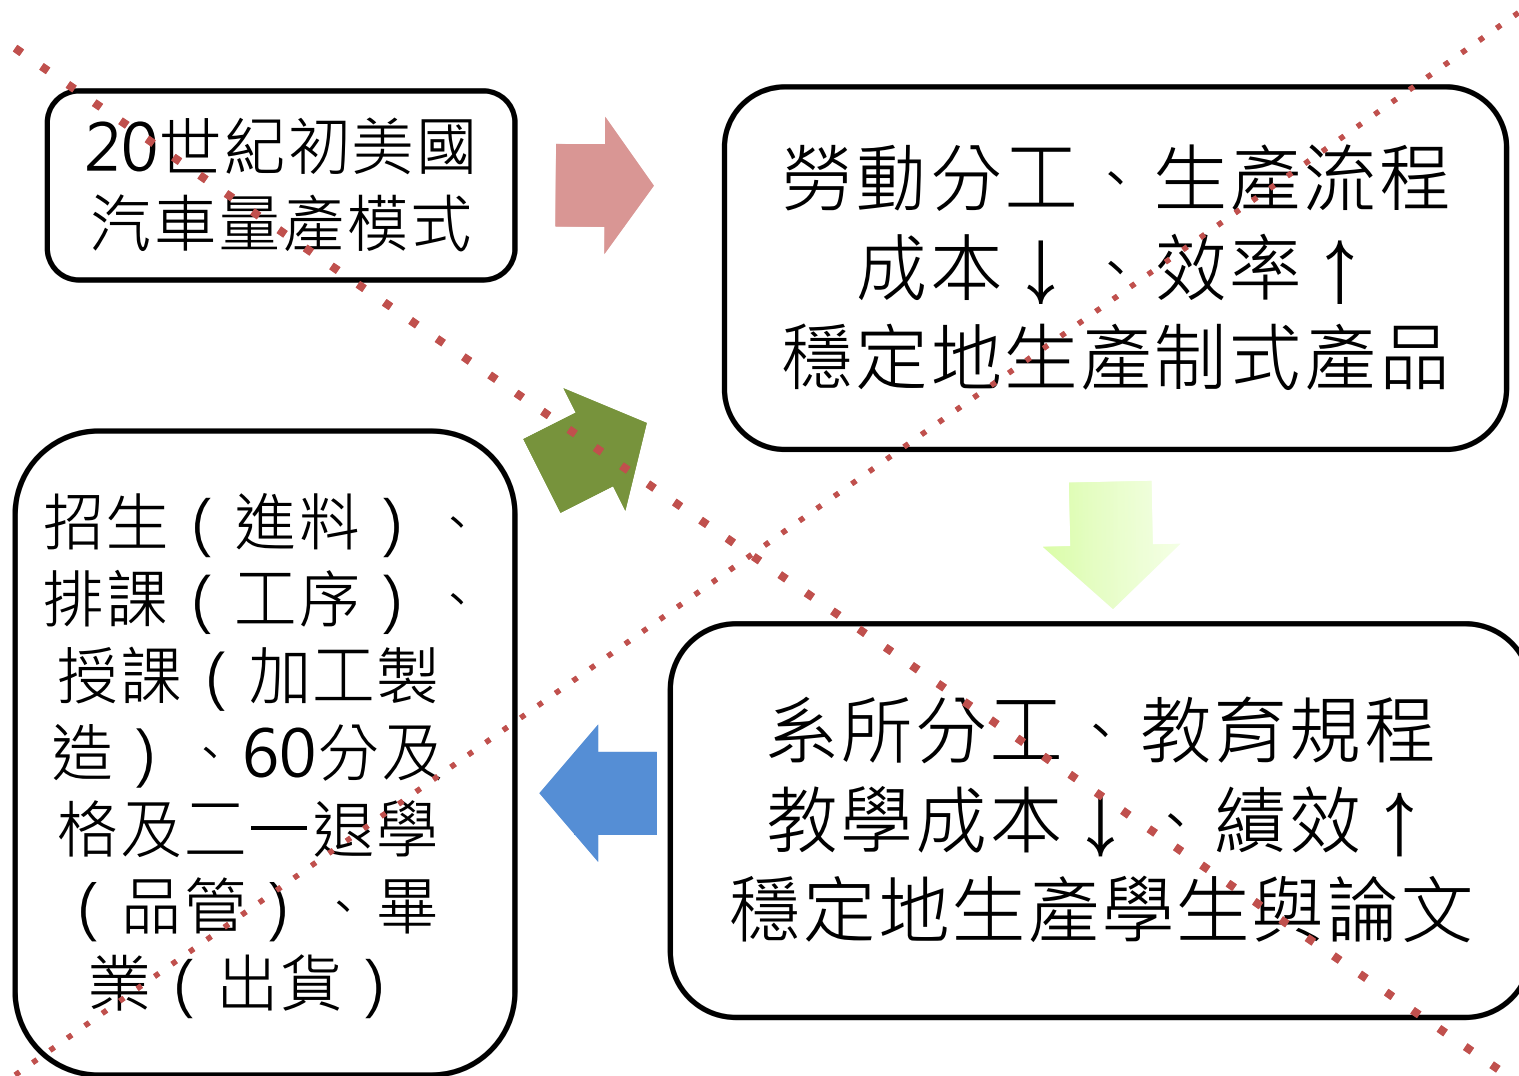 20世紀初美國
汽車量產模式
勞動分工、生產流程
成本↓、效率↑
穩定地生產制式產品
系所分工、教育規程
教學成本↓、績效↑
穩定地生產學生與論文
招生（進料）、
排課（工序）、
授課（加工製
造）、60分及
格及二一退學
（品管）、畢
業（出貨）